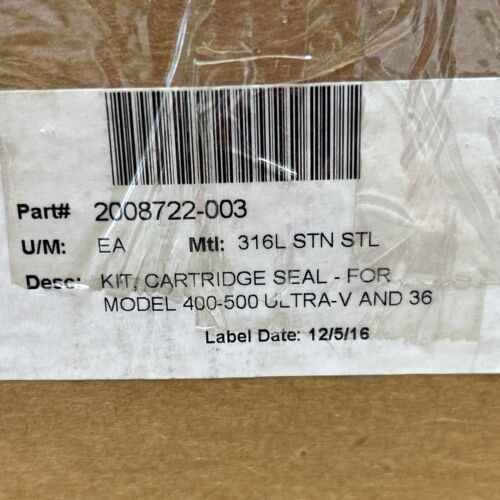 Part# 2008722-003
U/M: EA Mtl: 316L STN STL
Desc: KIT, CARTRIDGE SEAL - FOR
MODEL 400-500 ULTRA-V AND 36
Label Date: 12/5/16